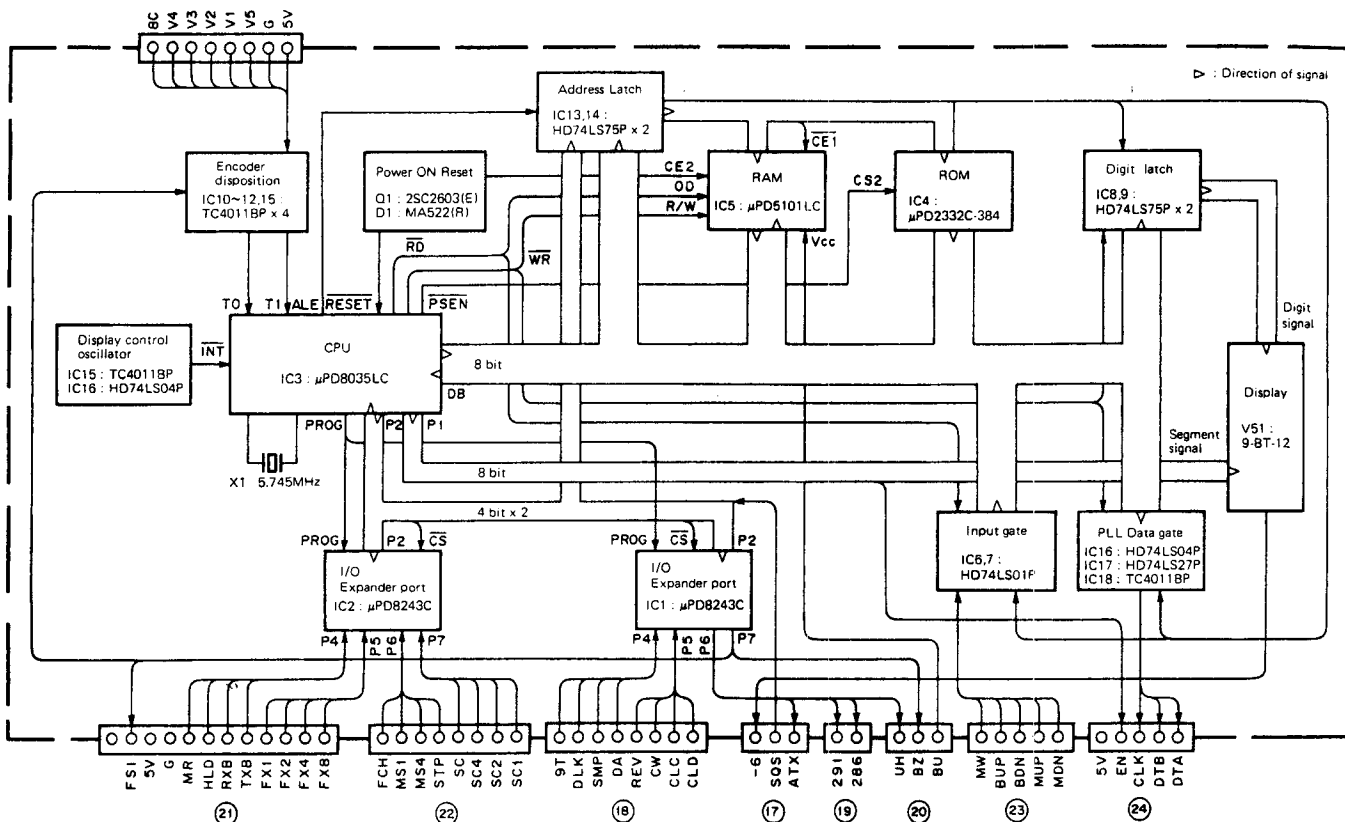 8C V4 V3 V2 V1 V5 G 5V
▷ : Direction of signal
Address Latch
IC13,14 :
HD74LS75P x 2
Encoder
disposition
IC10~12,15 :
TC4011BP x 4
Power ON Reset
Q1 : 2SC2603(E)
D1 : MA522(R)
CE2
OD
R/W
CE1
RAM
IC5 : μPD5101LC
Vcc
CS2
ROM
IC4 :
μPD2332C-384
Digit latch
IC8,9 :
HD74LS75P x 2
RD
WR
T0 T1 ALE RESET PSEN
Display control
oscillator
IC15 : TC4011BP
IC16 : HD74LS04P
INT
CPU
IC3 : μPD8035LC
8 bit
DB
Digit
signal
Display
V51 :
9-BT-12
PROG P2 P1
Segment
signal
X1 5.745MHz
8 bit
4 bit x 2
PROG P2 CS
I/O
Expander port
IC2 : μPD8243C
P4 P5 P6 P7
PROG CS P2
I/O
Expander port
IC1 : μPD8243C
P4 P5 P6 P7
Input gate
IC6,7 :
HD74LS01P
PLL Data gate
IC16 : HD74LS04P
IC17 : HD74LS27P
IC18 : TC4011BP
FS1 5V G MR HLD RXB TXB FX1 FX2 FX4 FX8
21
FCH MS1 MS4 STP SC SC4 SC2 SC1
22
9T DLK SMP DA REV CW CLC CLD
18
-6 SQS ATX
17
291 286
19
UH BZ BU
20
MW BUP BDN MUP MDN
23
5V EN CLK DTB DTA
24